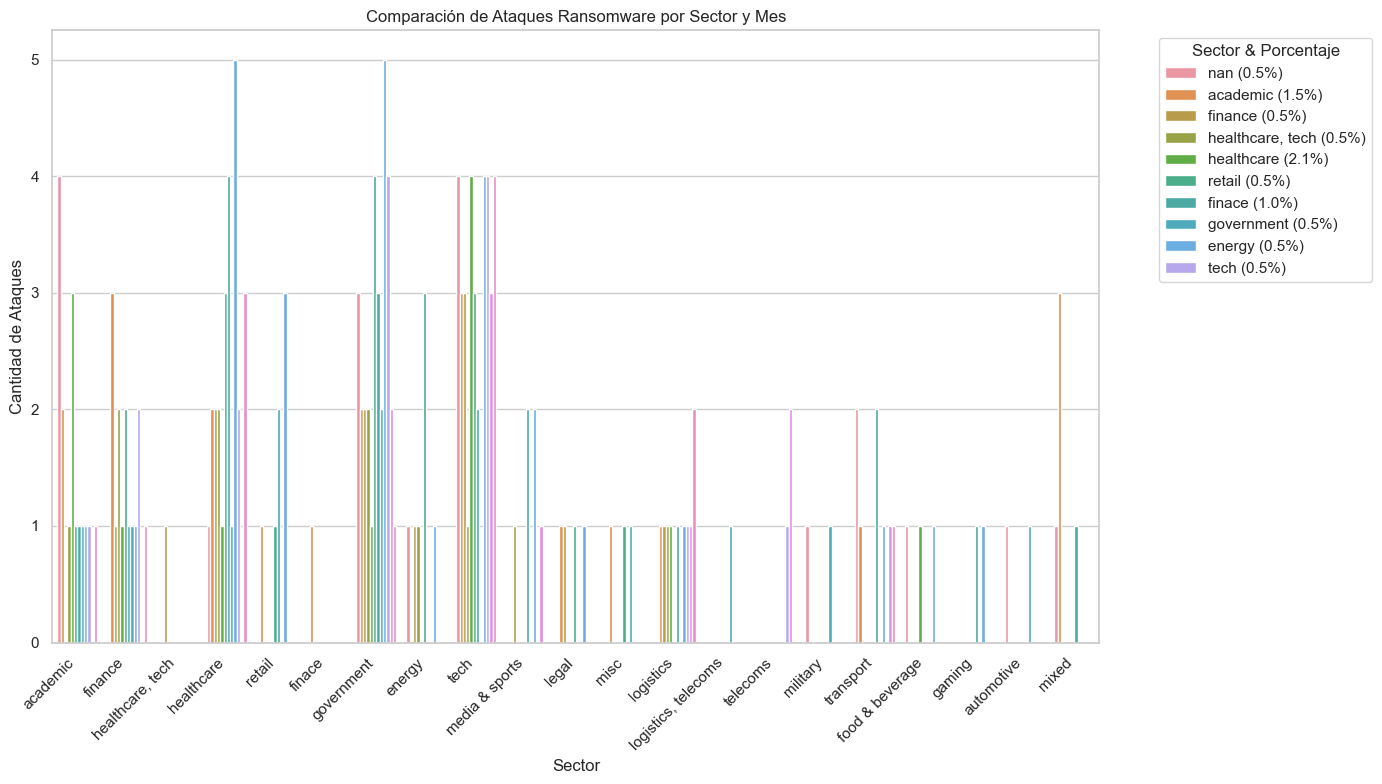 Comparación de Ataques Ransomware por Sector y Mes
Cantidad de Ataques
5
4
3
2
1
0
academic
finance
healthcare, tech
healthcare
retail
finace
government
energy
tech
media & sports
legal
misc
logistics
logistics, telecoms
telecoms
military
transport
food & beverage
gaming
automotive
mixed
Sector
Sector & Porcentaje
nan (0.5%)
academic (1.5%)
finance (0.5%)
healthcare, tech (0.5%)
healthcare (2.1%)
retail (0.5%)
finace (1.0%)
government (0.5%)
energy (0.5%)
tech (0.5%)